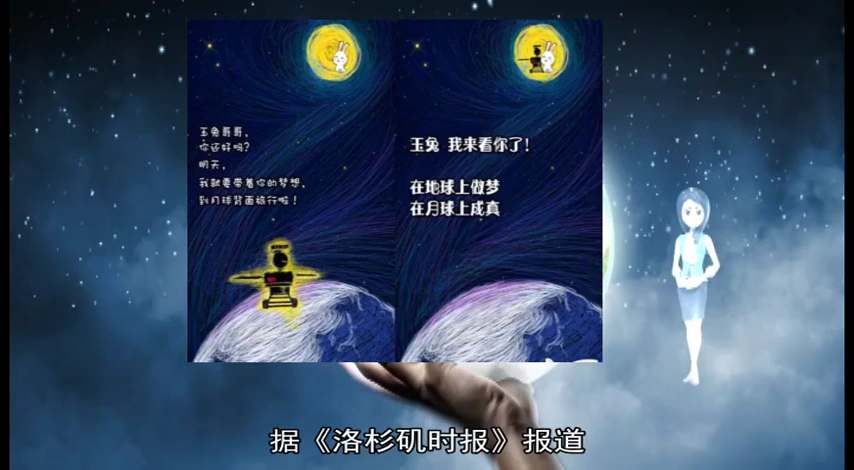 玉兔哥哥,
你还好吗?
明天,
我就要带着你的梦想,
到月球背面旅行啦!
玉兔 我来看你了!
在地球上做梦
在月球上成真
据《洛杉矶时报》报道